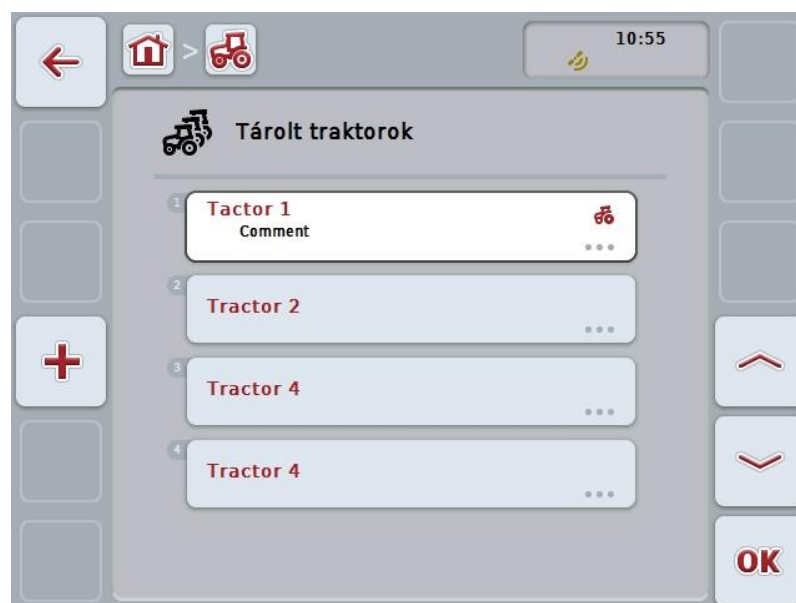 10:55
Tárolt traktorok
1
Tactor 1
Comment
2
Tractor 2
3
Tractor 4
4
Tractor 4
OK